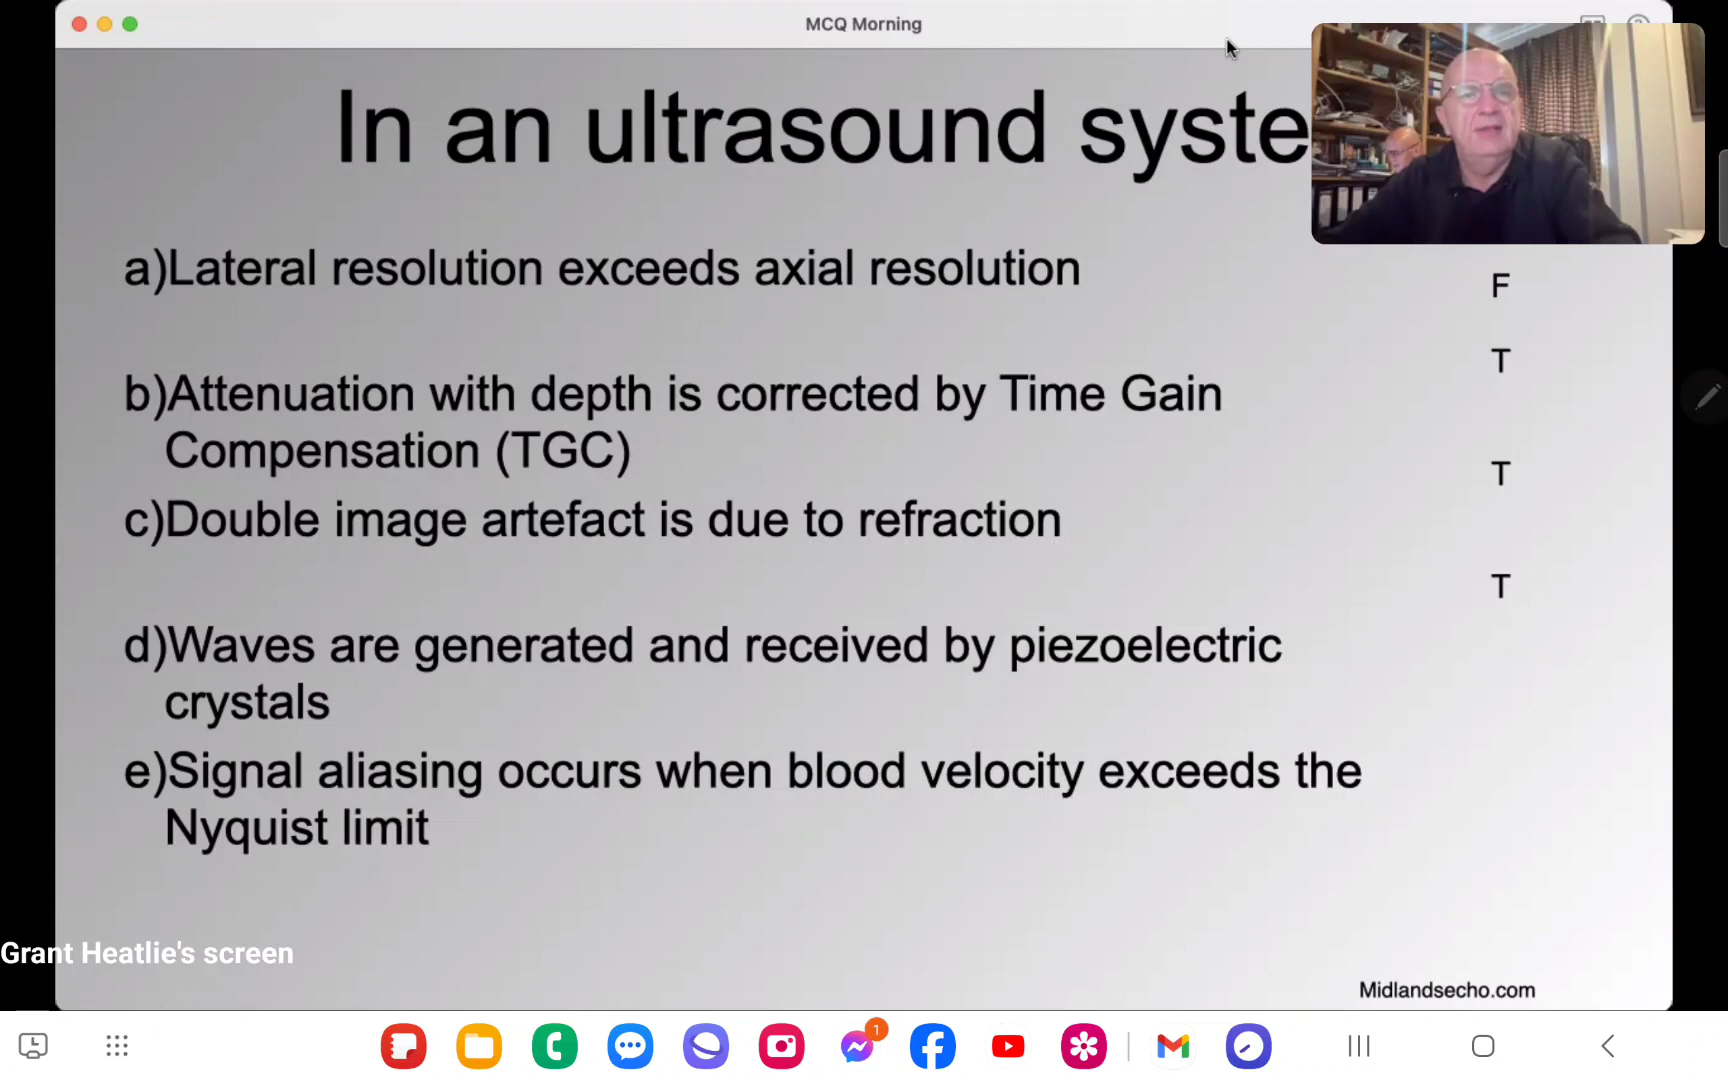 MCQ Morning
In an ultrasound syste
a)Lateral resolution exceeds axial resolution
F
T
b)Attenuation with depth is corrected by Time Gain
Compensation (TGC)
T
c)Double image artefact is due to refraction
T
d)Waves are generated and received by piezoelectric
crystals
e)Signal aliasing occurs when blood velocity exceeds the
Nyquist limit
Grant Heatlie's screen
Midlandsecho.com
1